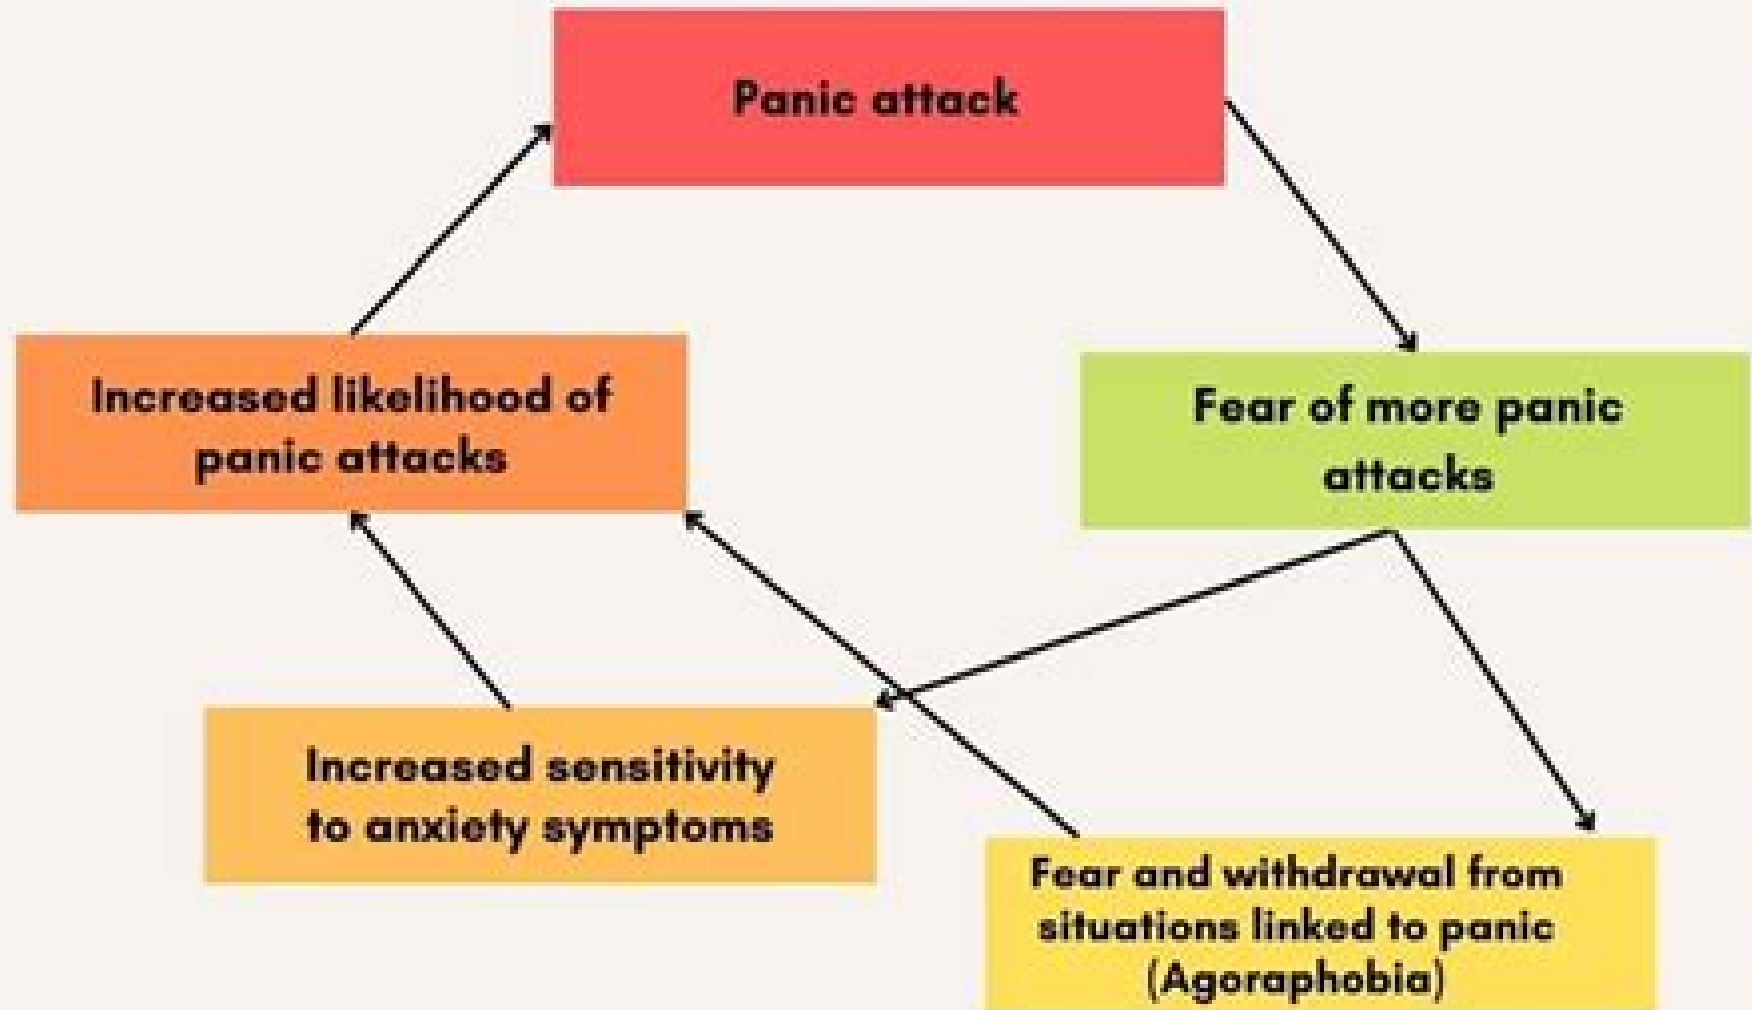 Panic attack
Increased likelihood of
panic attacks
Fear of more panic
attacks
Increased sensitivity
to anxiety symptoms
Fear and withdrawal from
situations linked to panic
(Agoraphobia)